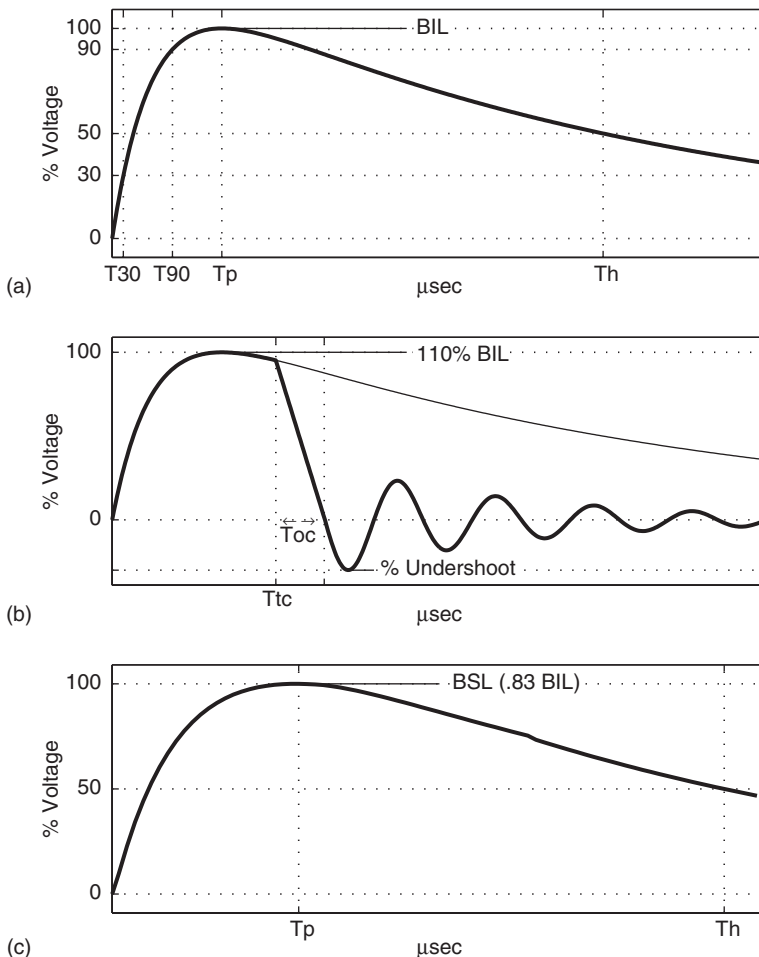 100
90
50
30
0
% Voltage
BIL
T30 T90 Tp Th
µsec
(a)
100
0
% Voltage
110% BIL
Toc
% Undershoot
Ttc
µsec
(b)
100
50
0
% Voltage
BSL (.83 BIL)
Tp Th
µsec
(c)